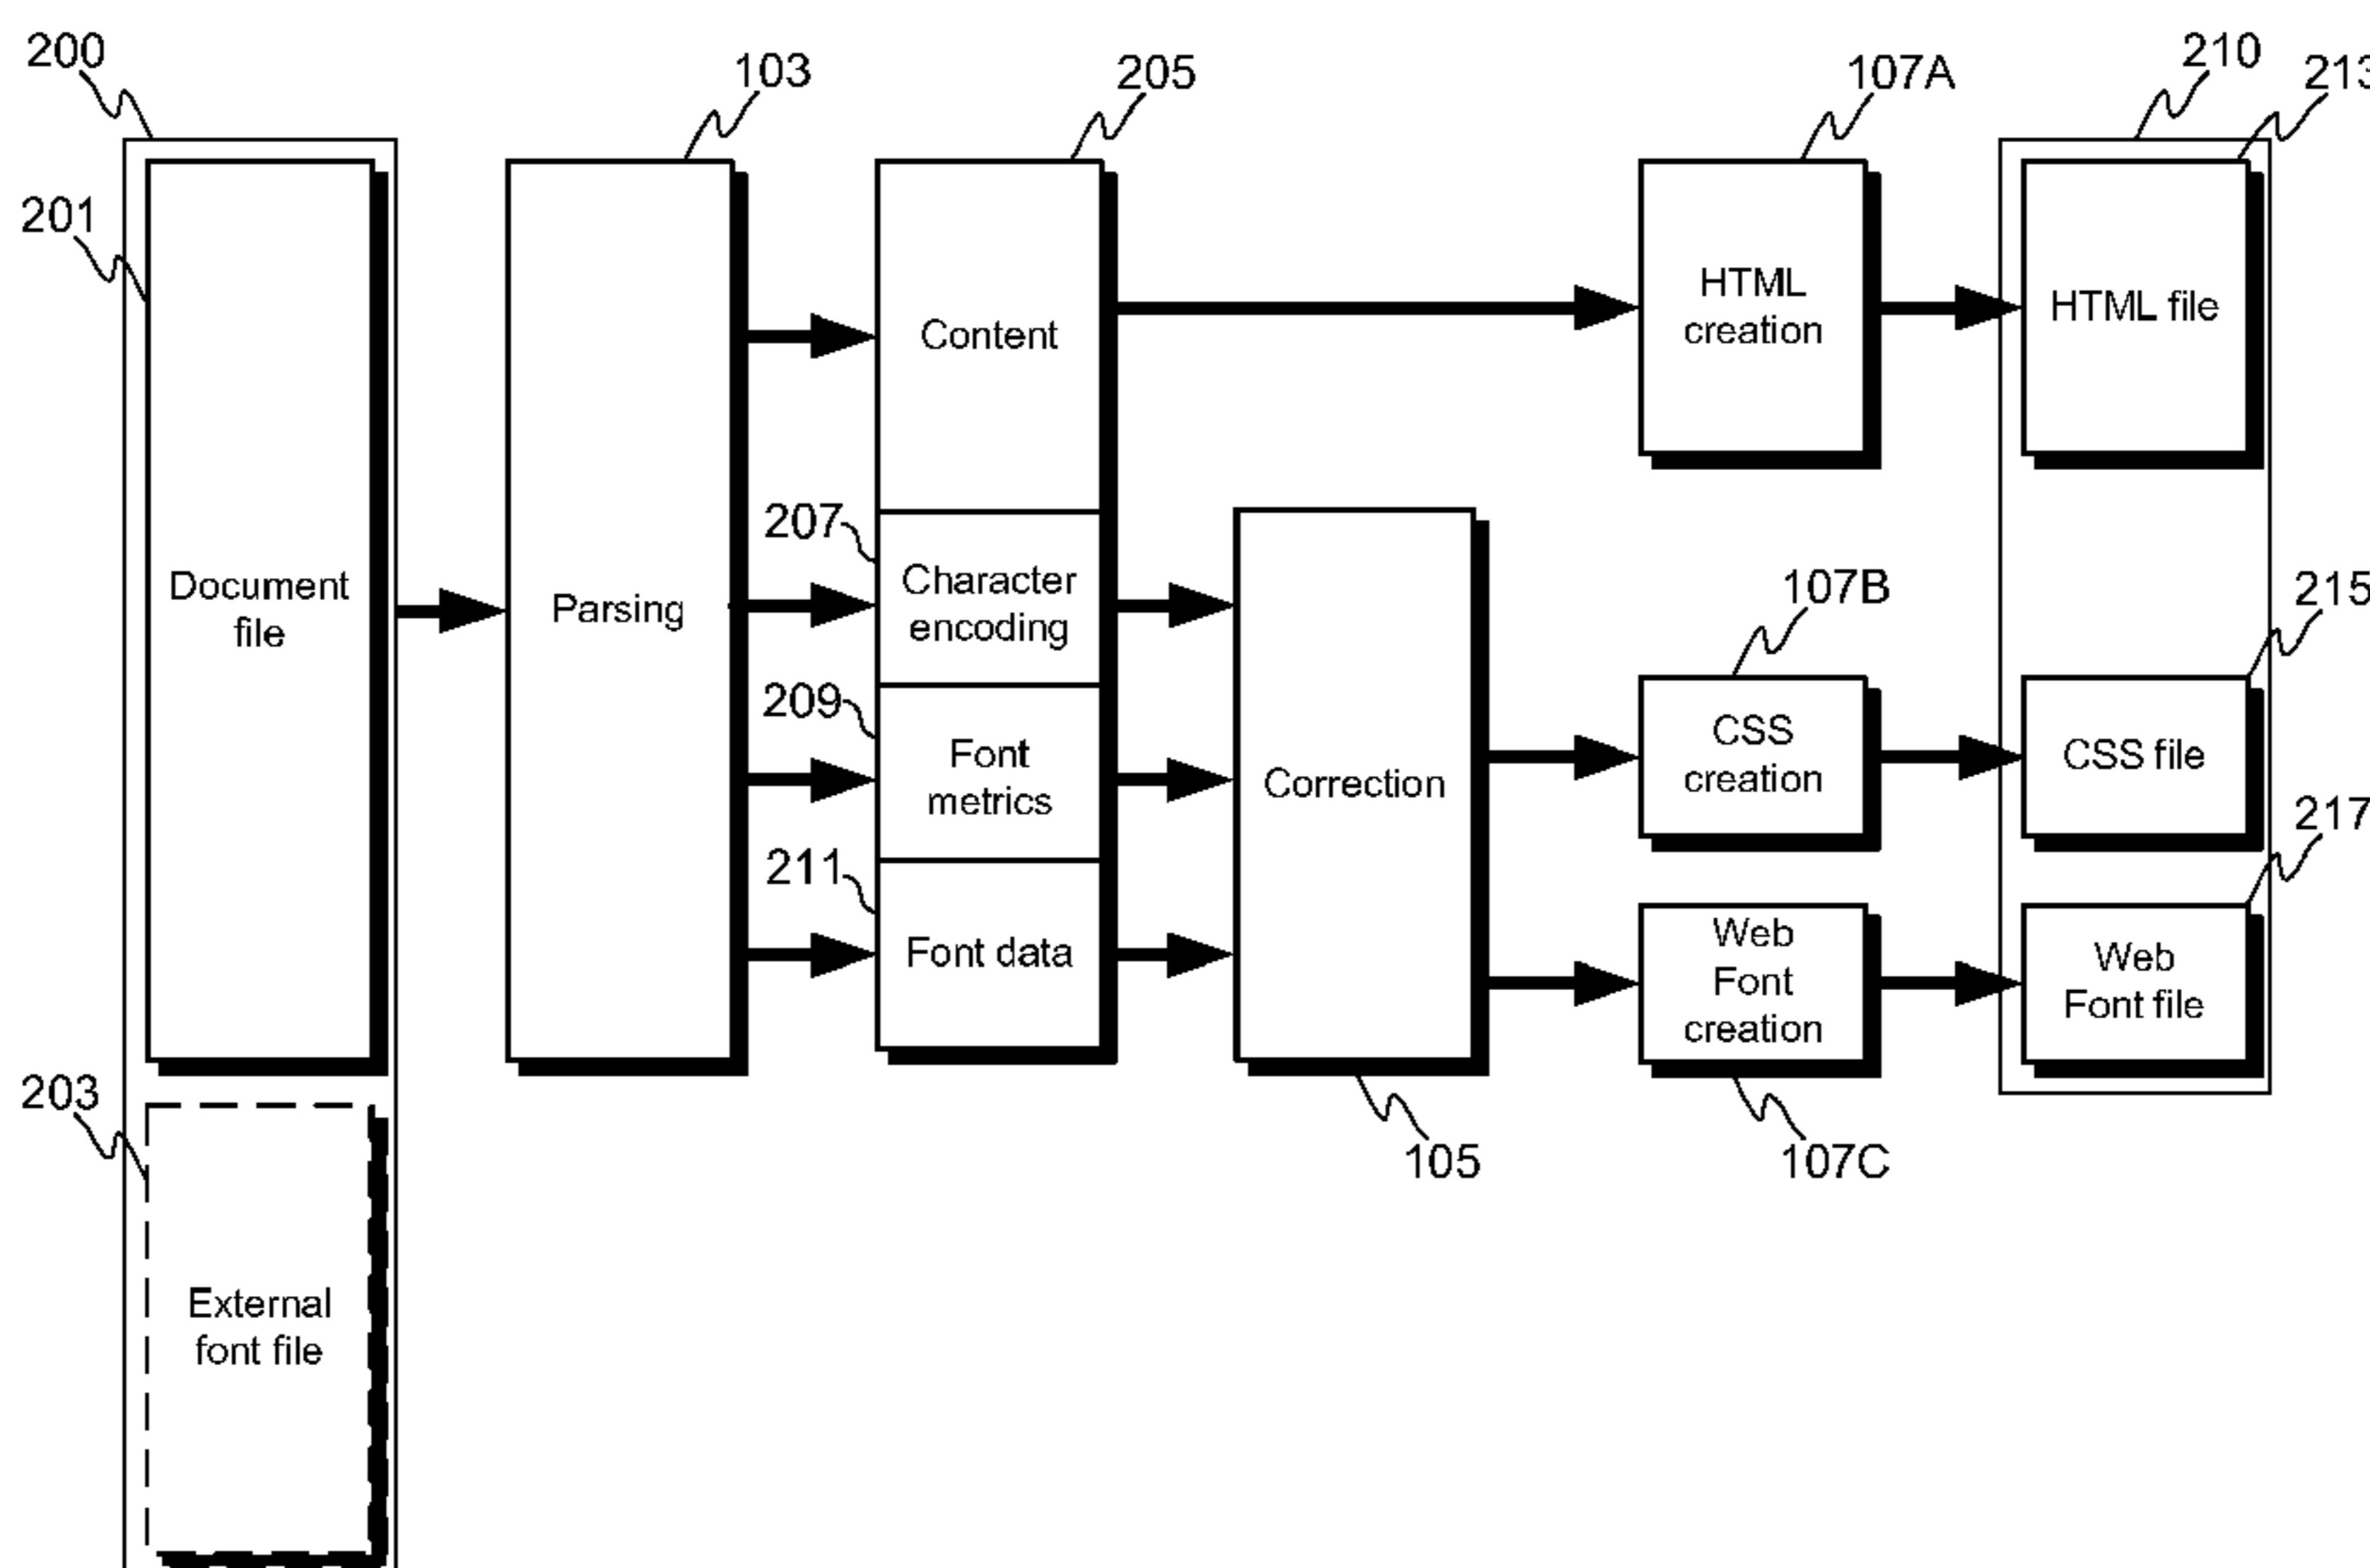 200
103
205
107A
210
213
201
Document
file
Parsing
Content
HTML
creation
HTML file
207
Character
encoding
107B
215
209
Font
metrics
Correction
CSS
creation
CSS file
217
211
Font data
Web
Font
creation
Web
Font file
203
105
107C
External
font file